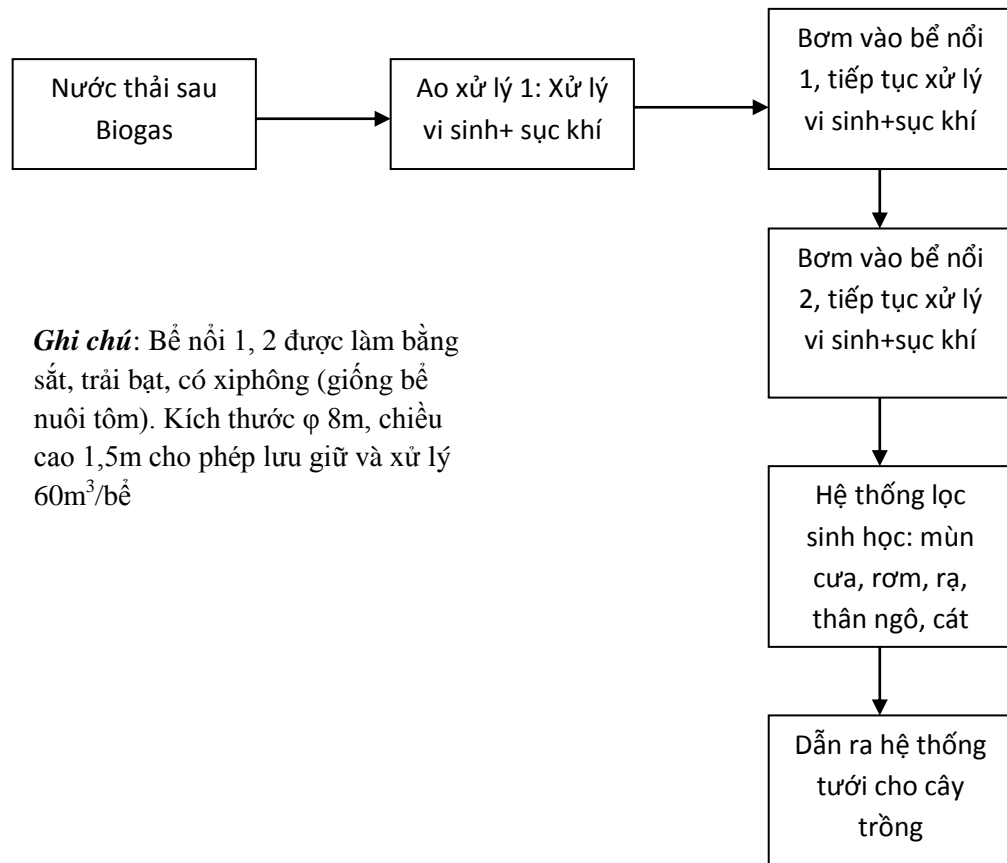 Nước thải sau
Biogas
Ao xử lý 1: Xử lý
vi sinh+ sục khí
Bơm vào bể nổi
1, tiếp tục xử lý
vi sinh+sục khí
Bơm vào bể nổi
2, tiếp tục xử lý
vi sinh+sục khí
Ghi chú: Bể nổi 1, 2 được làm bằng
sắt, trải bạt, có xiphông (giống bể
nuôi tôm). Kích thước φ 8m, chiều
cao 1,5m cho phép lưu giữ và xử lý
60m³/bể
Hệ thống lọc
sinh học: mùn
cưa, rơm, rạ,
thân ngô, cát
Dẫn ra hệ thống
tưới cho cây
trồng